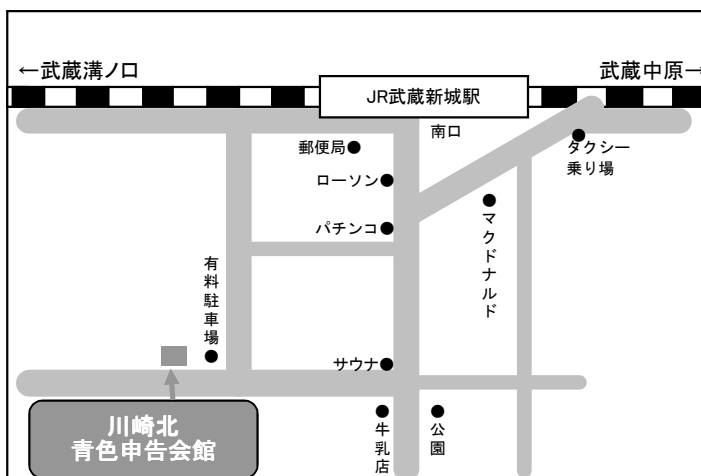 ←武蔵溝ノ口
武蔵中原→
JR武蔵新城駅
南口
郵便局
タクシー
乗り場
ローソン
パチンコ
マクドナルド
有料駐車場
サウナ
川崎北
青色申告会館
牛乳店
公園